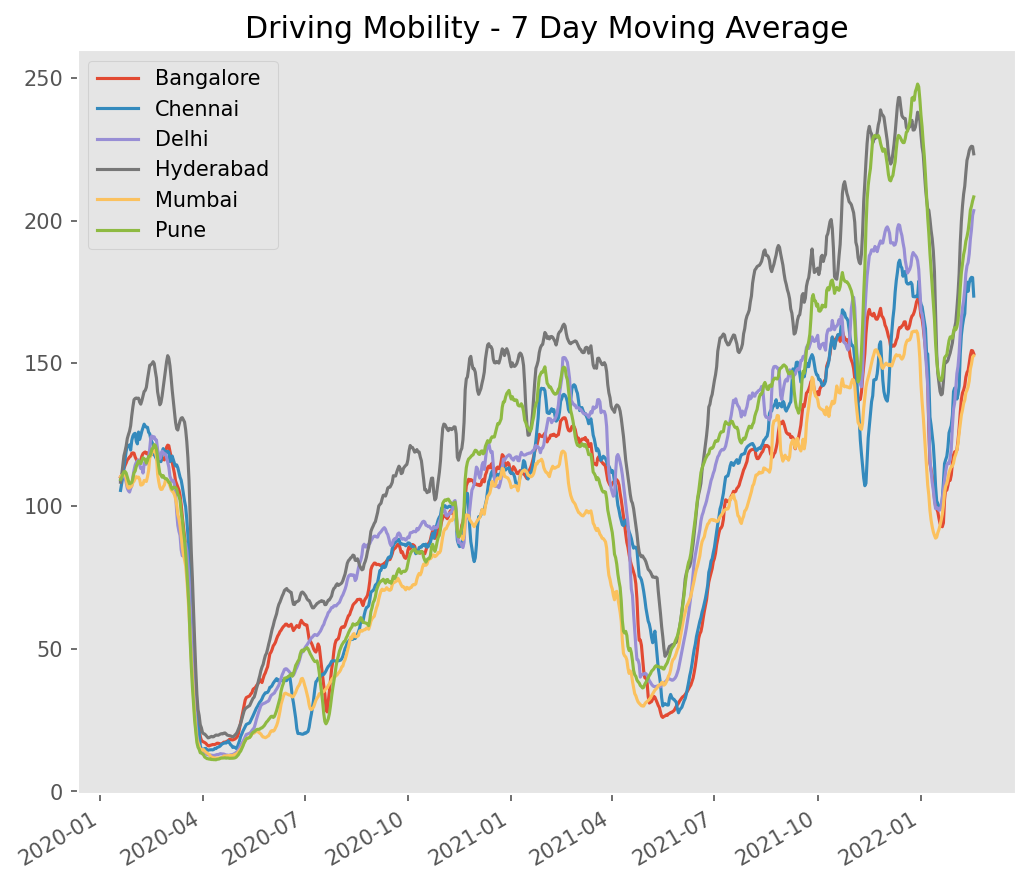 Driving Mobility - 7 Day Moving Average
Bangalore
Chennai
Delhi
Hyderabad
Mumbai
Pune
250
200
150
100
50
0
2020-01
2020-04
2020-07
2020-10
2021-01
2021-04
2021-07
2021-10
2022-01